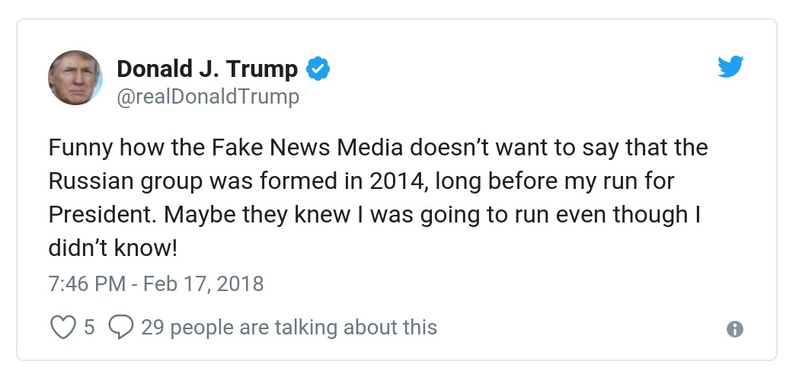 Donald J. Trump
@realDonaldTrump
Funny how the Fake News Media doesn’t want to say that the
Russian group was formed in 2014, long before my run for
President. Maybe they knew I was going to run even though I
didn’t know!
7:46 PM - Feb 17, 2018
5 29 people are talking about this